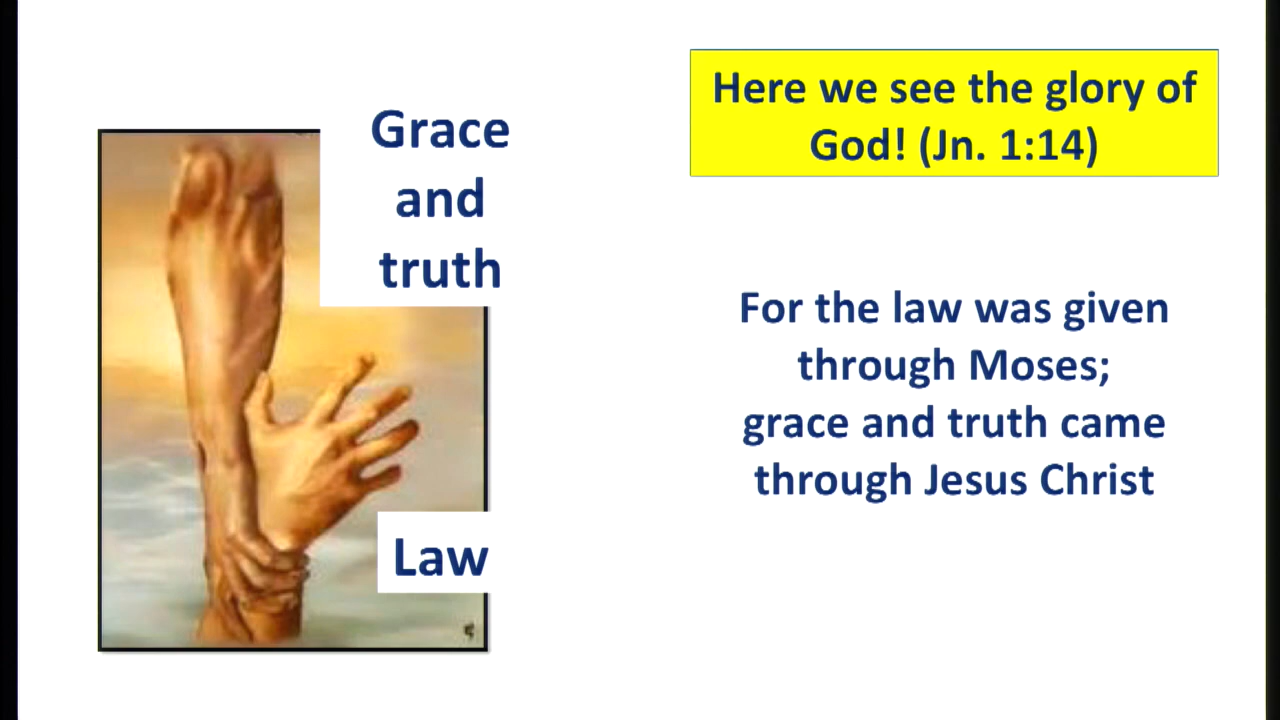 Grace
and
truth
Law
Here we see the glory of
God! (Jn. 1:14)
For the law was given
through Moses;
grace and truth came
through Jesus Christ